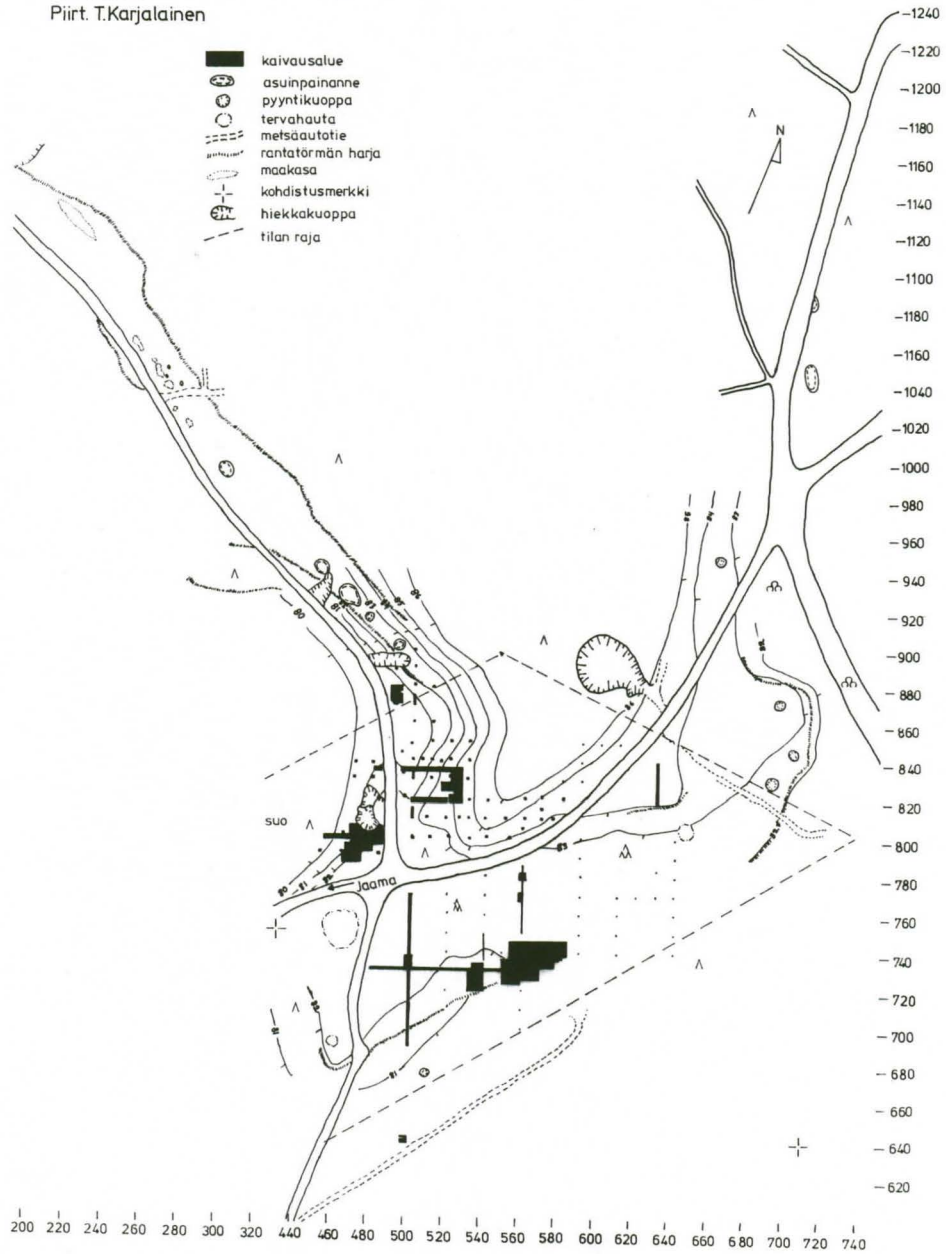 Piirt. T.Karjalainen
kaivausalue
asuinpainanne
pyyntikuoppa
tervahauta
metsäautotie
rantatörmän harja
maakasa
kohdistusmerkki
hiekkakuoppa
tilan raja
N
suo
Jaama
80
80
81
–1240
–1220
–1200
–1180
–1160
–1140
–1120
–1100
–1180
–1160
–1040
–1020
–1000
–980
–960
–940
–920
–900
–880
–860
–840
–820
–800
–780
–760
–740
–720
–700
–680
–660
–640
–620
200 220 240 260 280 300 320 440 460 480 500 520 540 560 580 600 620 640 660 680 700 720 740